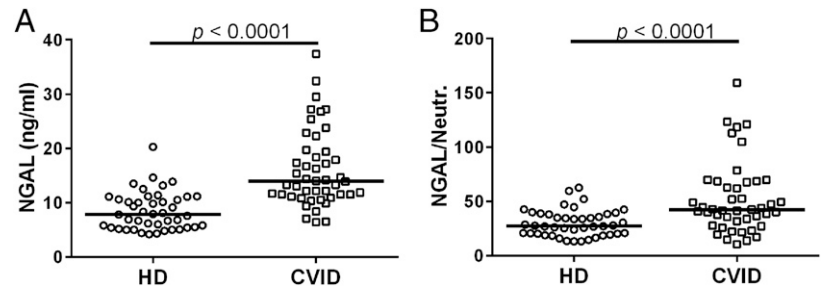 A
p < 0.0001
NGAL (ng/ml)
40
30
20
10
0
HD
CVID
B
p < 0.0001
NGAL/Neutr.
200
150
100
50
0
HD
CVID